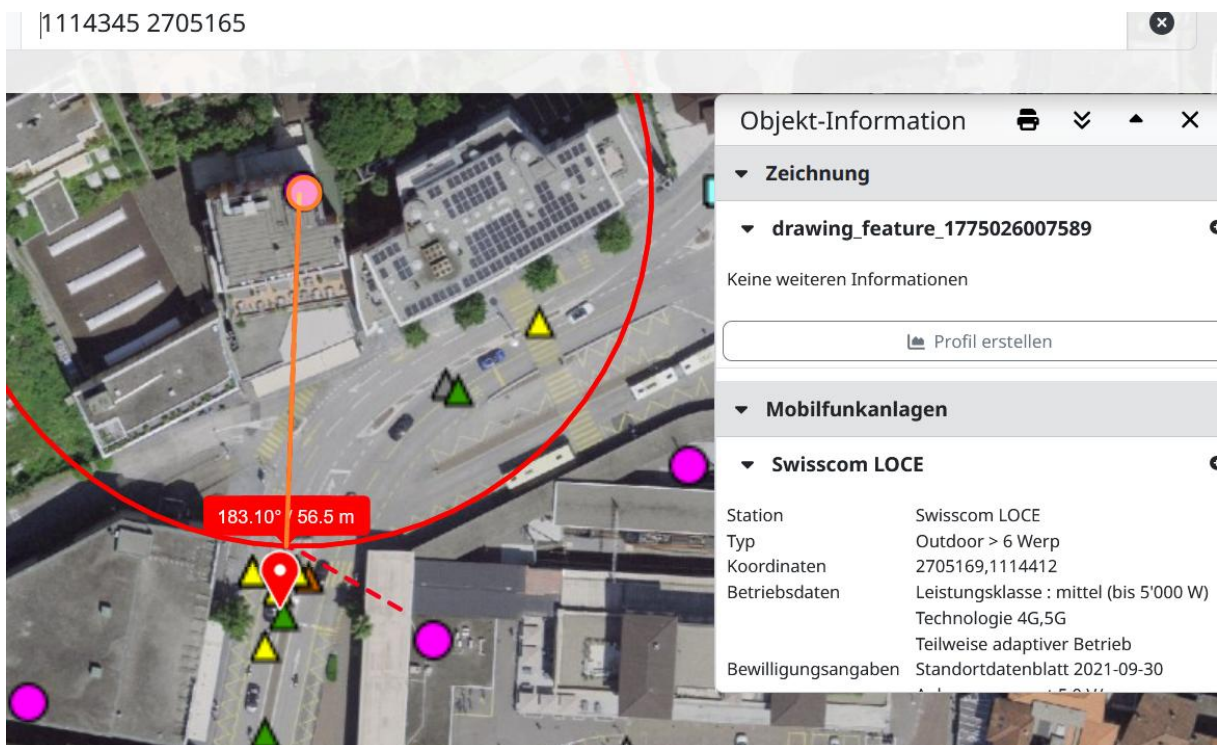 1114345 2705165
Objekt-Information
Zeichnung
drawing_feature_1775026007589
Keine weiteren Informationen
Profil erstellen
Mobilfunkanlagen
Swisscom LOCE
Station Swisscom LOCE
Typ Outdoor > 6 Werp
Koordinaten 2705169,1114412
Betriebsdaten Leistungsklasse : mittel (bis 5'000 W)
Technologie 4G,5G
Teilweise adaptiver Betrieb
Bewilligungsangaben Standortdatenblatt 2021-09-30
183.10° / 56.5 m